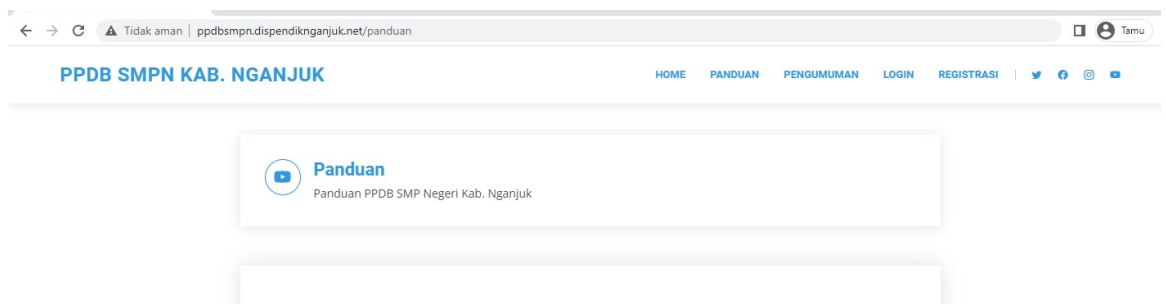 Tidak aman | ppdbsmpn.dispendiknganjuk.net/panduan
Tamu
PPDB SMPN KAB. NGANJUK
HOME PANDUAN PENGUMUMAN LOGIN REGISTRASI
Panduan
Panduan PPDB SMP Negeri Kab. Nganjuk